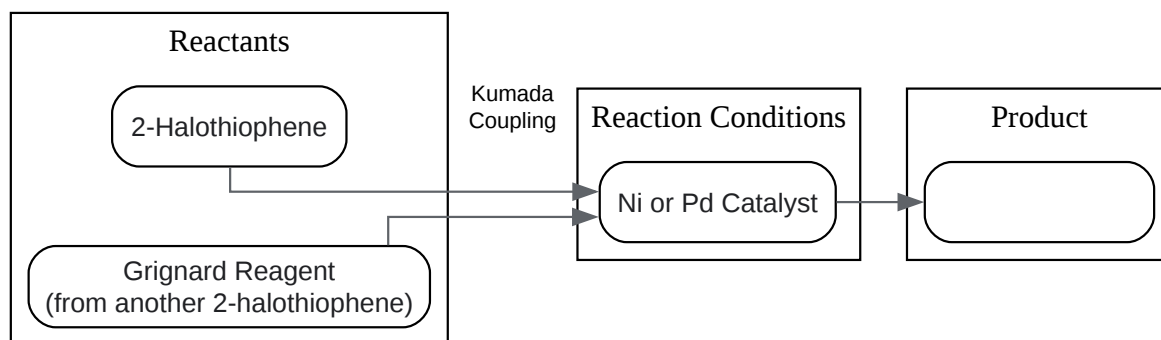 Reactants
2-Halothiophene
Grignard Reagent
(from another 2-halothiophene)
Kumada
Coupling
Reaction Conditions
Ni or Pd Catalyst
Product